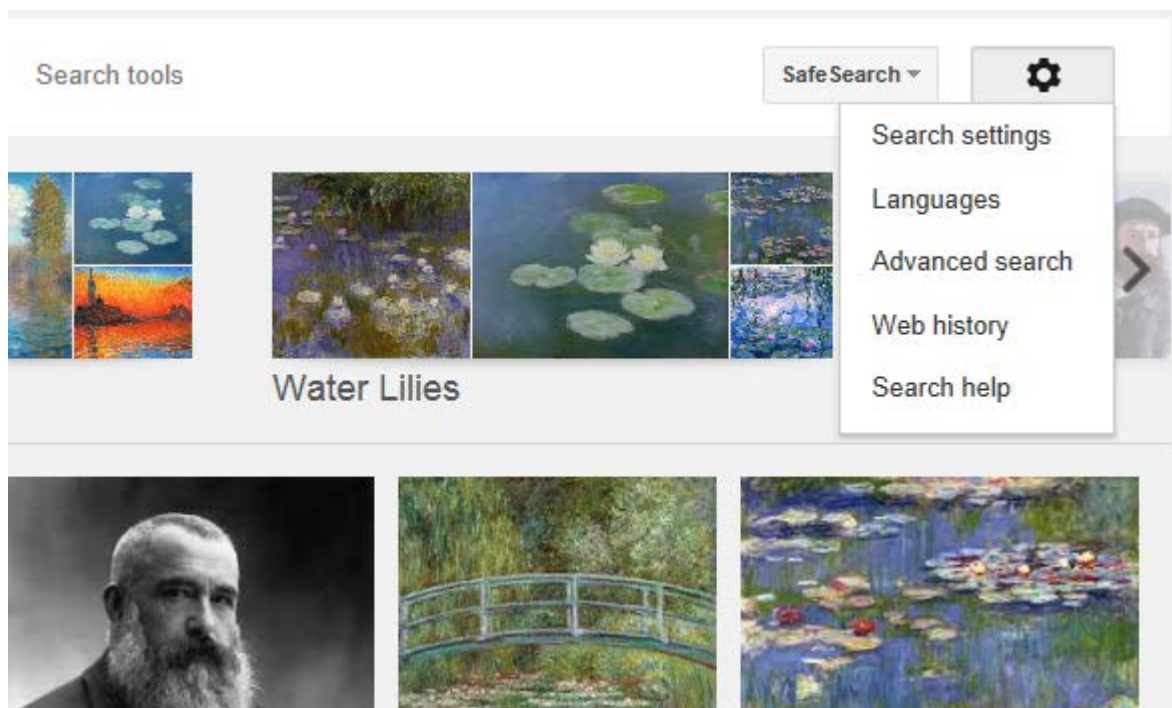 Search tools
SafeSearch
Search settings
Languages
Advanced search
Web history
Search help
Water Lilies